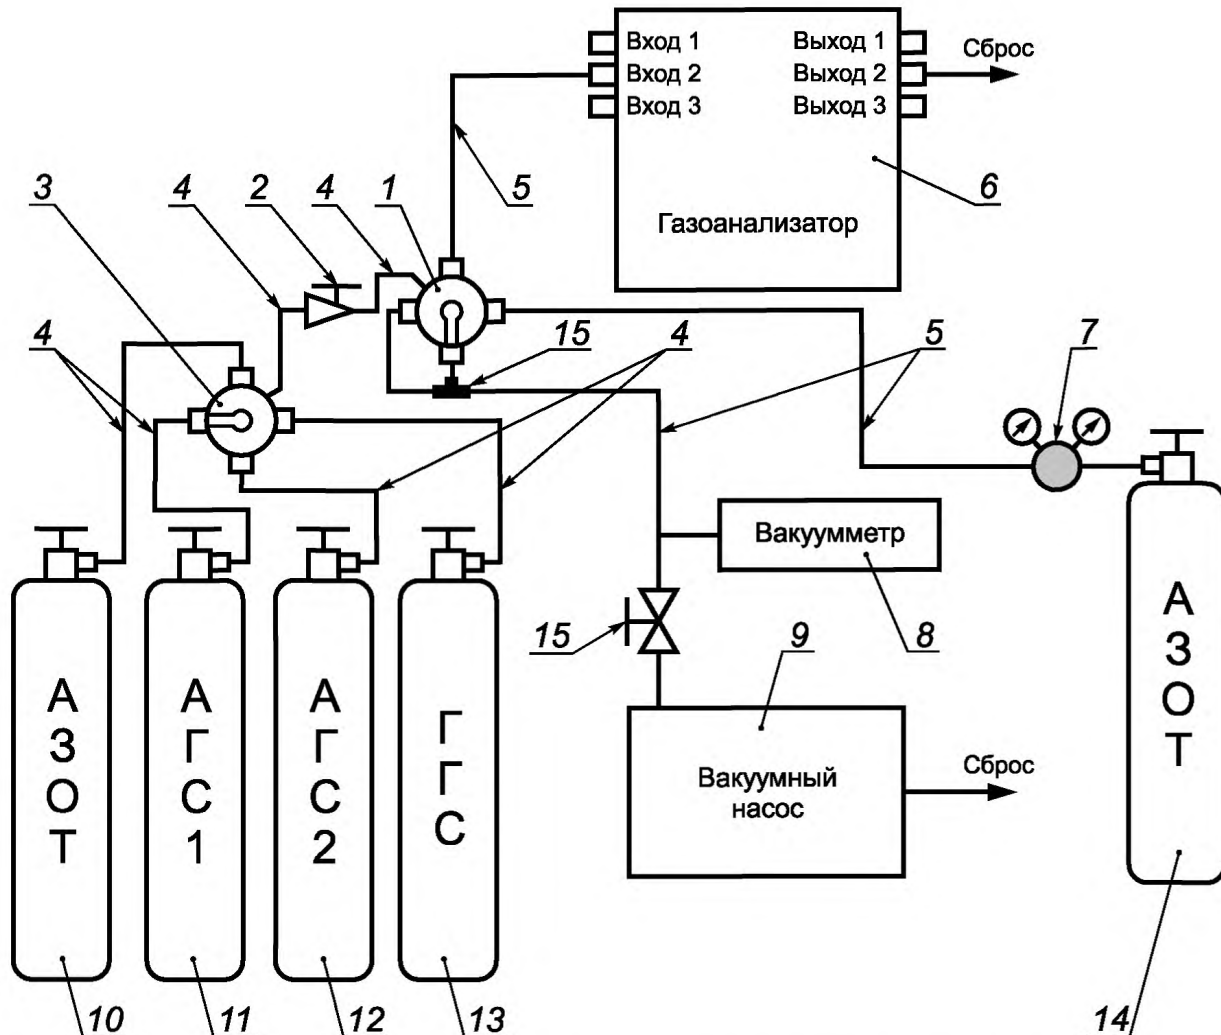 Вход 1
Выход 1
Сброс
Вход 2
Выход 2
Вход 3
Выход 3
3
4
2
4
1
5
6
Газоанализатор
4
15
4
5
7
Вакуумметр
15
9
8
А
З
О
Т
А
Г
С
1
А
Г
С
2
Г
Г
С
Вакуумный
насос
Сброс
А
З
О
Т
10
11
12
13
14